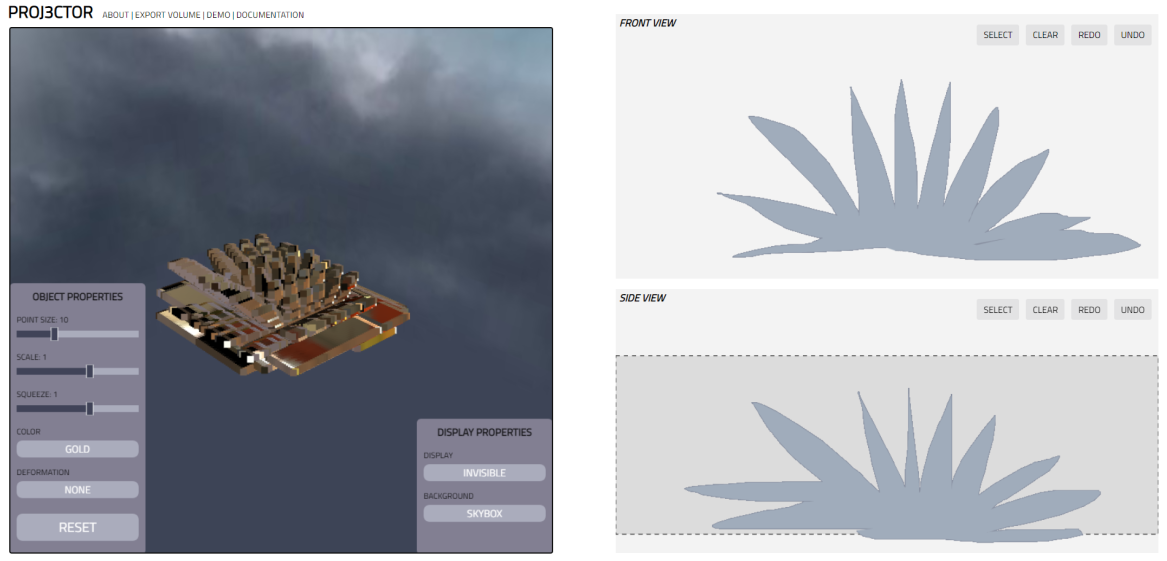 PROJ3CTOR ABOUT | EXPORT VOLUME | DEMO | DOCUMENTATION
OBJECT PROPERTIES
POINT SIZE: 10
SCALE: 1
SQUEEZE: 1
COLOR
GOLD
DEFORMATION
NONE
RESET
DISPLAY PROPERTIES
DISPLAY
INVISIBLE
BACKGROUND
SKYBOX
FRONT VIEW
SELECT CLEAR REDO UNDO
SIDE VIEW
SELECT CLEAR REDO UNDO